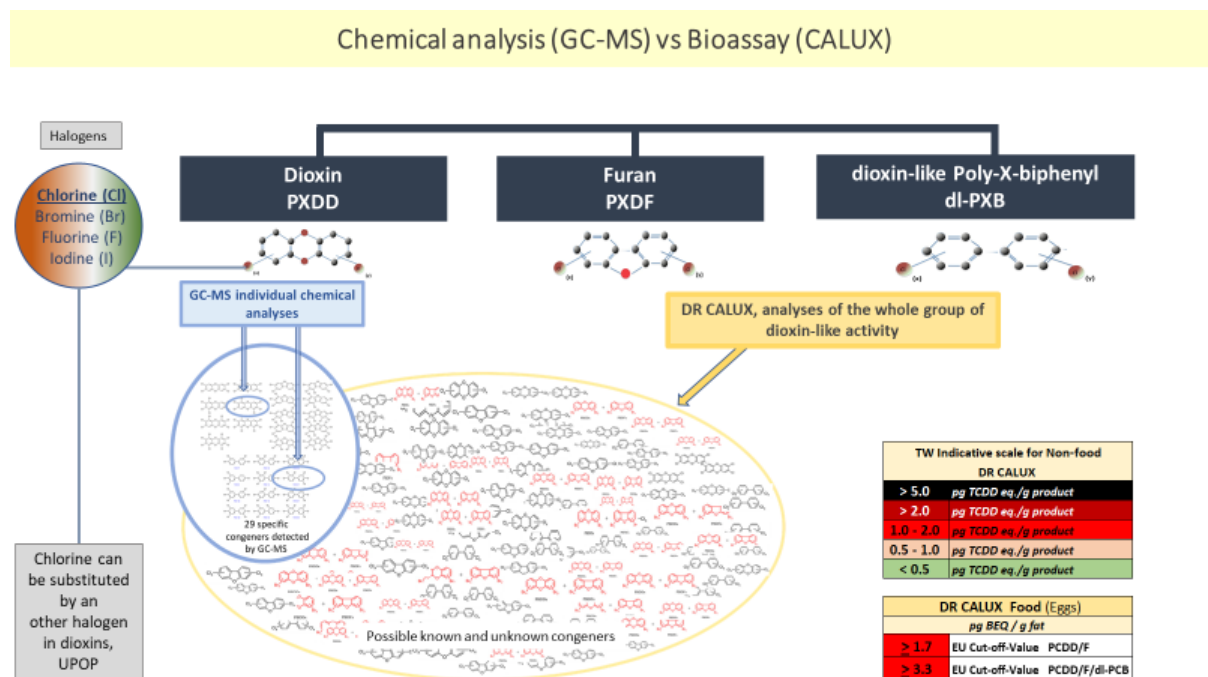 Chemical analysis (GC-MS) vs Bioassay (CALUX)
Halogens
Chlorine (Cl)
Bromine (Br)
Fluorine (F)
Iodine (I)
Dioxin
PXDD
Furan
PXDF
dioxin-like Poly-X-biphenyl
dl-PXB
GC-MS individual chemical
analyses
DR CALUX, analyses of the whole group of
dioxin-like activity
29 specific
congeners detected
by GC-MS
Possible known and unknown congeners
Chlorine can
be substituted
by an
other halogen
in dioxins,
UPOP
TW Indicative scale for Non-food
DR CALUX
> 5.0 pg TCDD eq./g product
> 2.0 pg TCDD eq./g product
1.0 - 2.0 pg TCDD eq./g product
0.5 - 1.0 pg TCDD eq./g product
< 0.5 pg TCDD eq./g product
DR CALUX Food (Eggs)
pg BEQ / g fat
≥ 1.7 EU Cut-off-Value PCDD/F
≥ 3.3 EU Cut-off-Value PCDD/F/dl-PCB